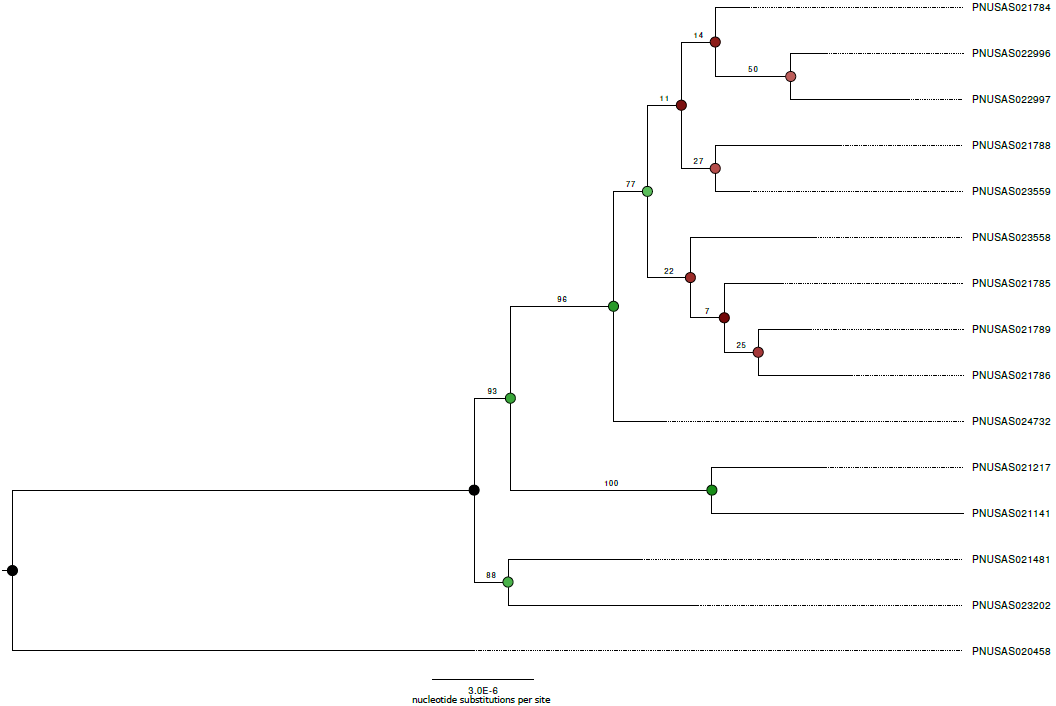 PNUSAS021784
14
PNUSAS022996
50
PNUSAS022997
11
PNUSAS021788
27
77
PNUSAS023559
PNUSAS023558
22
PNUSAS021785
96
7
PNUSAS021789
25
PNUSAS021786
93
PNUSAS024732
PNUSAS021217
100
PNUSAS021141
PNUSAS021481
88
PNUSAS023202
PNUSAS020458
3.0E-6
nucleotide substitutions per site